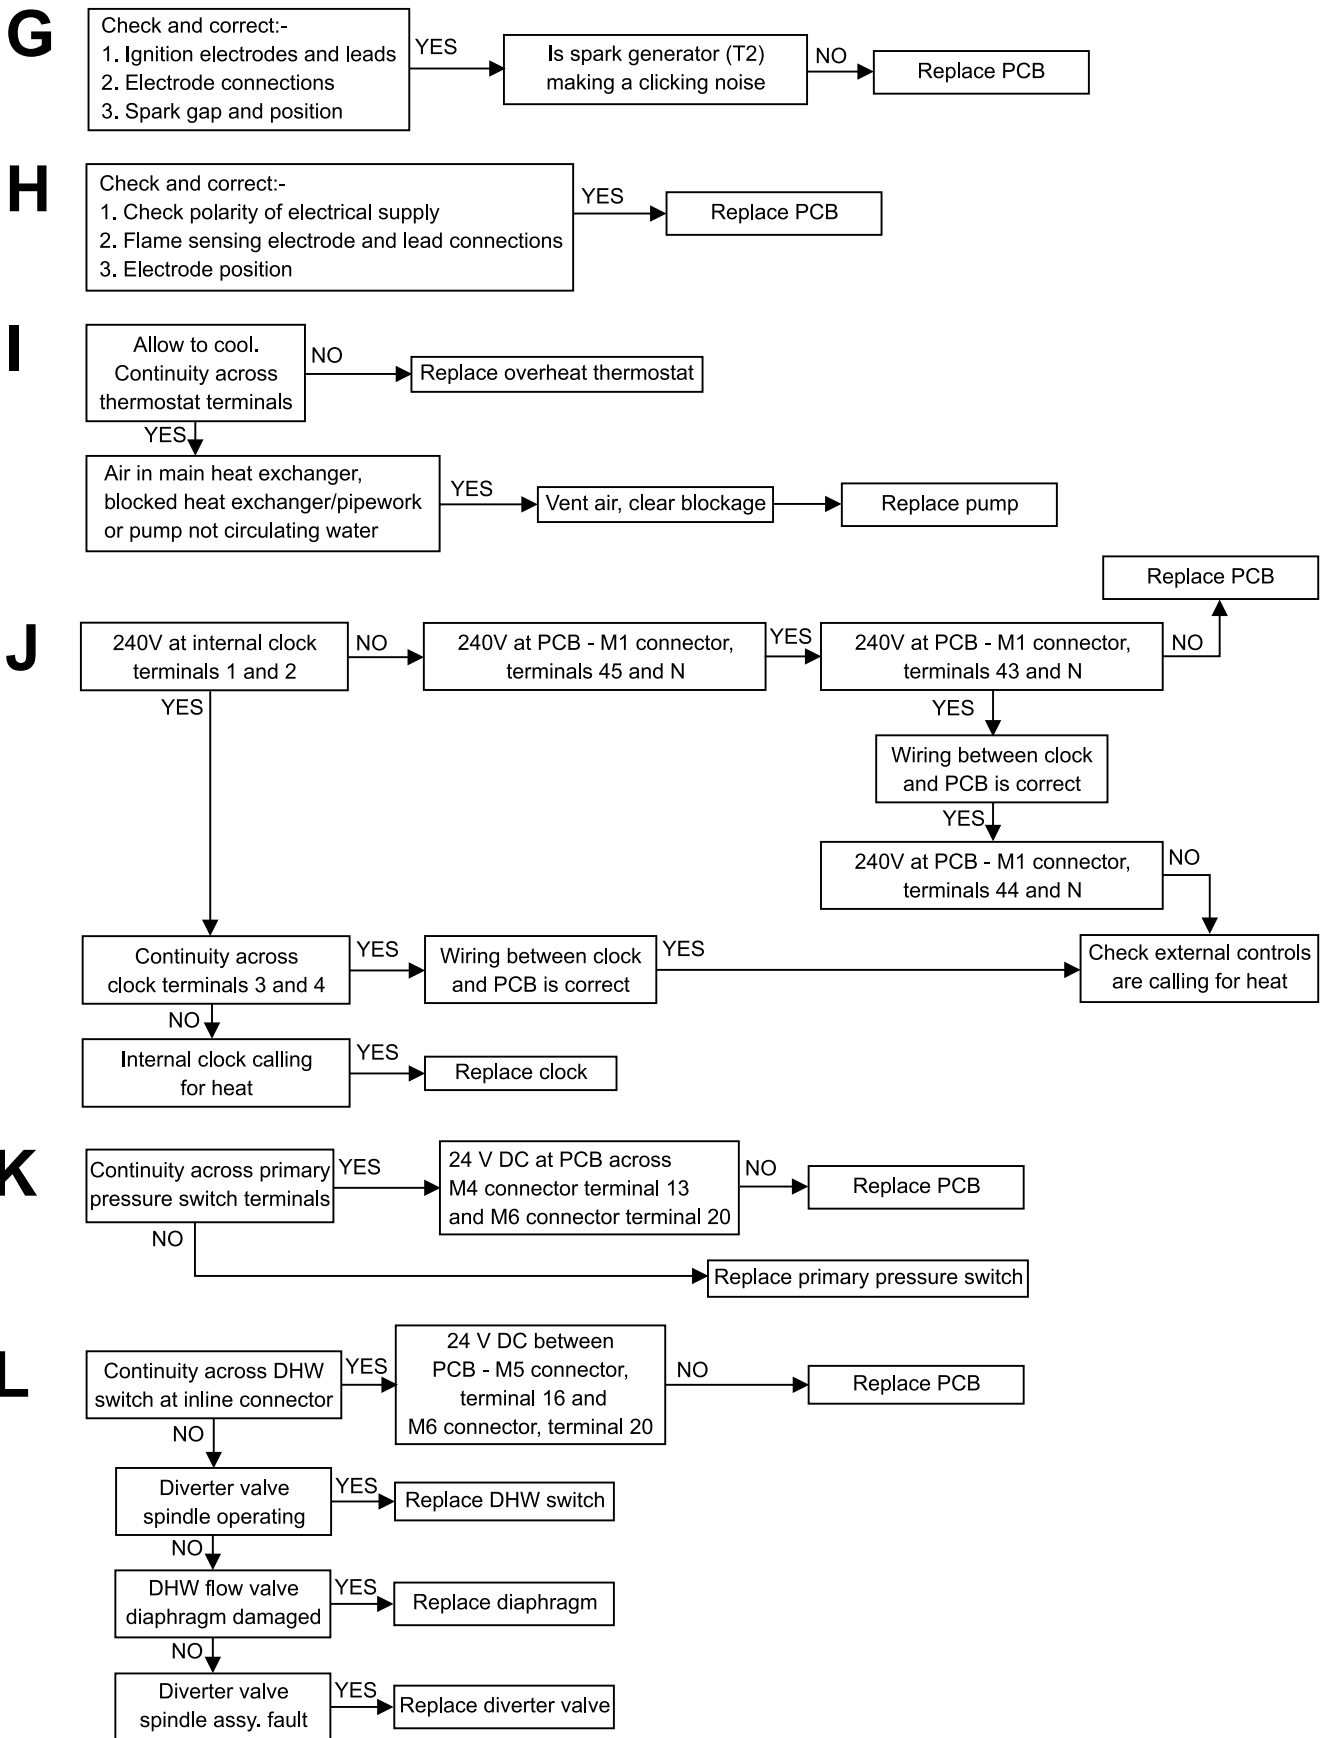 G
Check and correct:-
1. Ignition electrodes and leads
2. Electrode connections
3. Spark gap and position
YES
Is spark generator (T2)
making a clicking noise
NO
Replace PCB
H
Check and correct:-
1. Check polarity of electrical supply
2. Flame sensing electrode and lead connections
3. Electrode position
YES
Replace PCB
I
Allow to cool.
Continuity across
thermostat terminals
NO
Replace overheat thermostat
YES
Air in main heat exchanger,
blocked heat exchanger/pipework
or pump not circulating water
YES
Vent air, clear blockage
Replace pump
Replace PCB
J
240V at internal clock
terminals 1 and 2
NO
240V at PCB - M1 connector,
terminals 45 and N
YES
240V at PCB - M1 connector,
terminals 43 and N
NO
YES
YES
Wiring between clock
and PCB is correct
YES
240V at PCB - M1 connector,
terminals 44 and N
NO
Continuity across
clock terminals 3 and 4
YES
Wiring between clock
and PCB is correct
YES
Check external controls
are calling for heat
NO
Internal clock calling
for heat
YES
Replace clock
K
Continuity across primary
pressure switch terminals
YES
24 V DC at PCB across
M4 connector terminal 13
and M6 connector terminal 20
NO
Replace PCB
NO
Replace primary pressure switch
L
Continuity across DHW
switch at inline connector
YES
24 V DC between
PCB - M5 connector,
terminal 16 and
M6 connector, terminal 20
NO
Replace PCB
NO
Diverter valve
spindle operating
YES
Replace DHW switch
NO
DHW flow valve
diaphragm damaged
YES
Replace diaphragm
NO
Diverter valve
spindle assy. fault
YES
Replace diverter valve